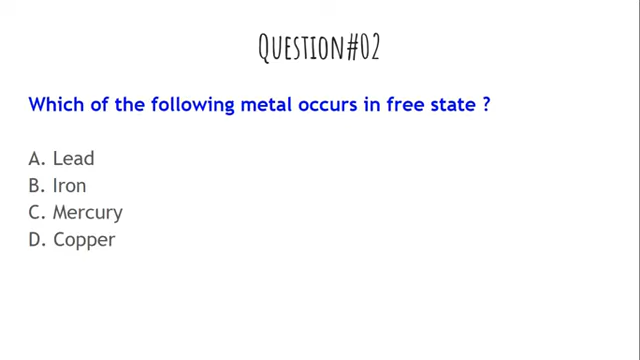 Question#02
Which of the following metal occurs in free state ?
A. Lead
B. Iron
C. Mercury
D. Copper